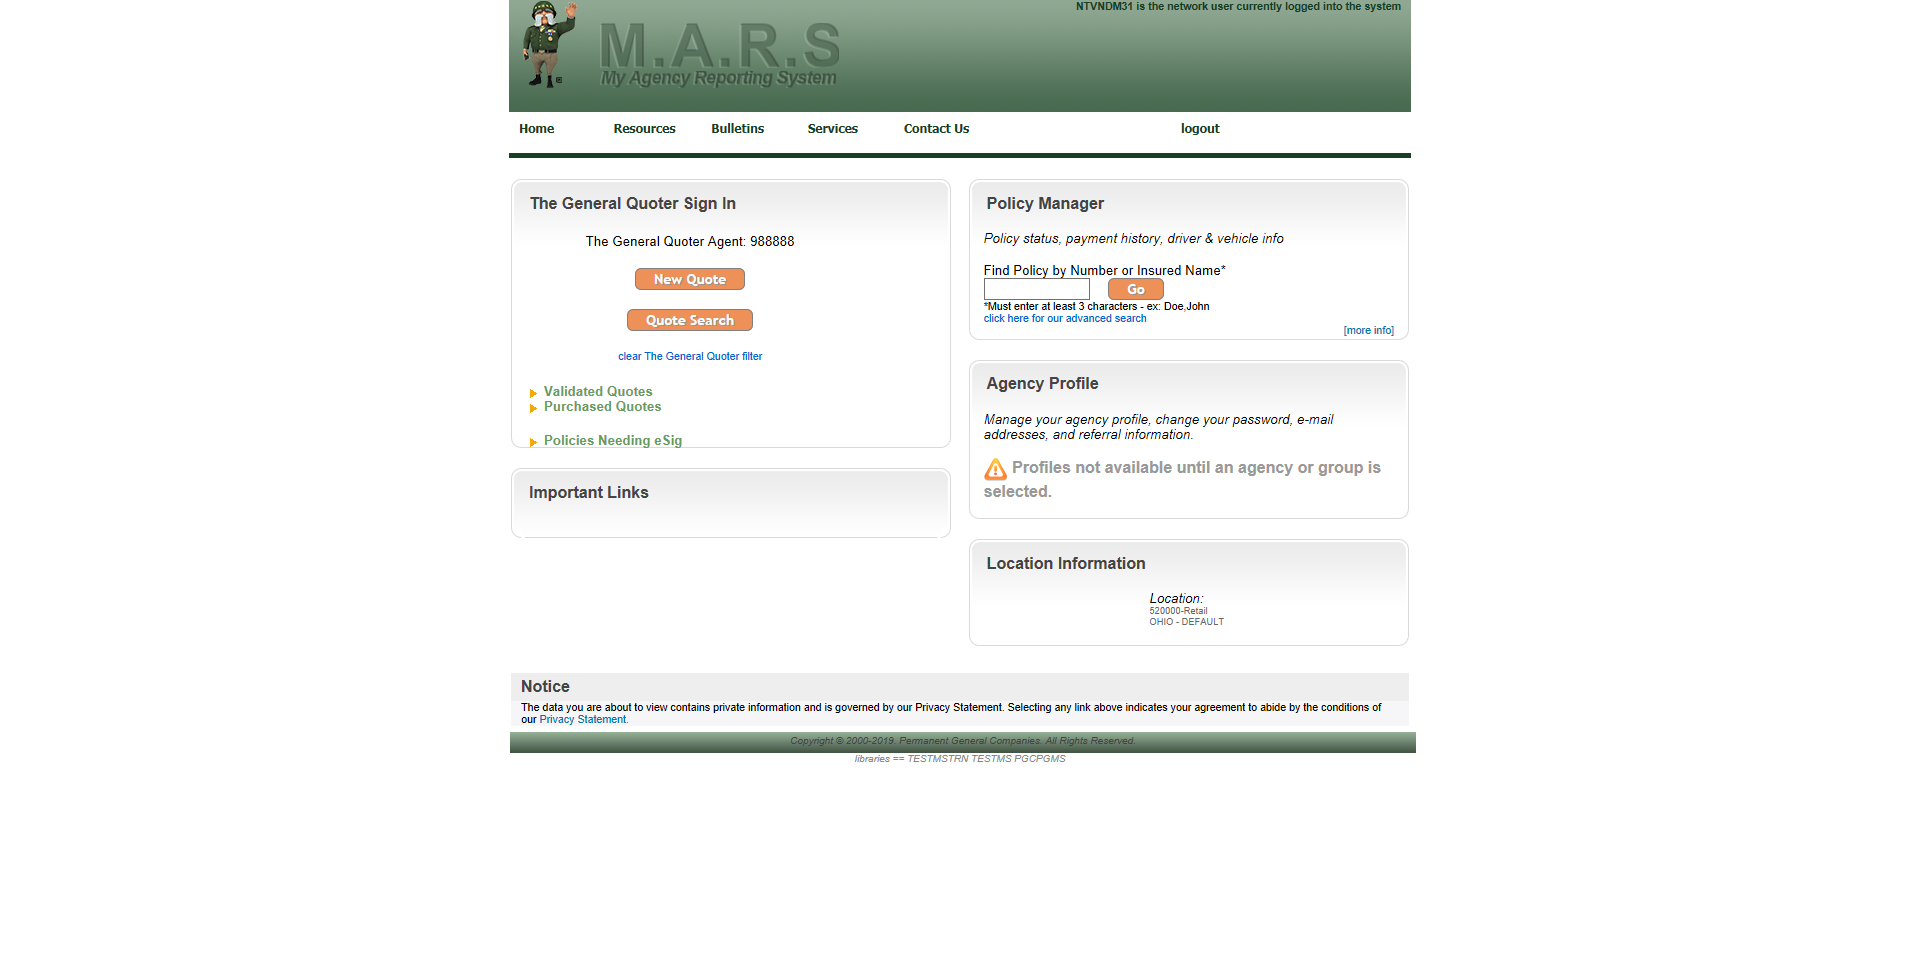 NTVNDM31 is the network user currently logged into the system
M.A.R.S
My Agency Reporting System
Home Resources Bulletins Services Contact Us logout
The General Quoter Sign In
The General Quoter Agent: 988888
New Quote
Quote Search
clear The General Quoter filter
Validated Quotes
Purchased Quotes
Policies Needing eSig
Important Links
Policy Manager
Policy status, payment history, driver & vehicle info
Find Policy by Number or Insured Name*
Go
*Must enter at least 3 characters - ex: Doe,John
click here for our advanced search
[more info]
Agency Profile
Manage your agency profile, change your password, e-mail
addresses, and referral information.
Profiles not available until an agency or group is
selected.
Location Information
Location:
520000-Retail
OHIO - DEFAULT
Notice
The data you are about to view contains private information and is governed by our Privacy Statement. Selecting any link above indicates your agreement to abide by the conditions of
our Privacy Statement.
Copyright © 2000-2019. Permanent General Companies. All Rights Reserved.
libraries == TESTMSTRN TESTMS PGCPGMS